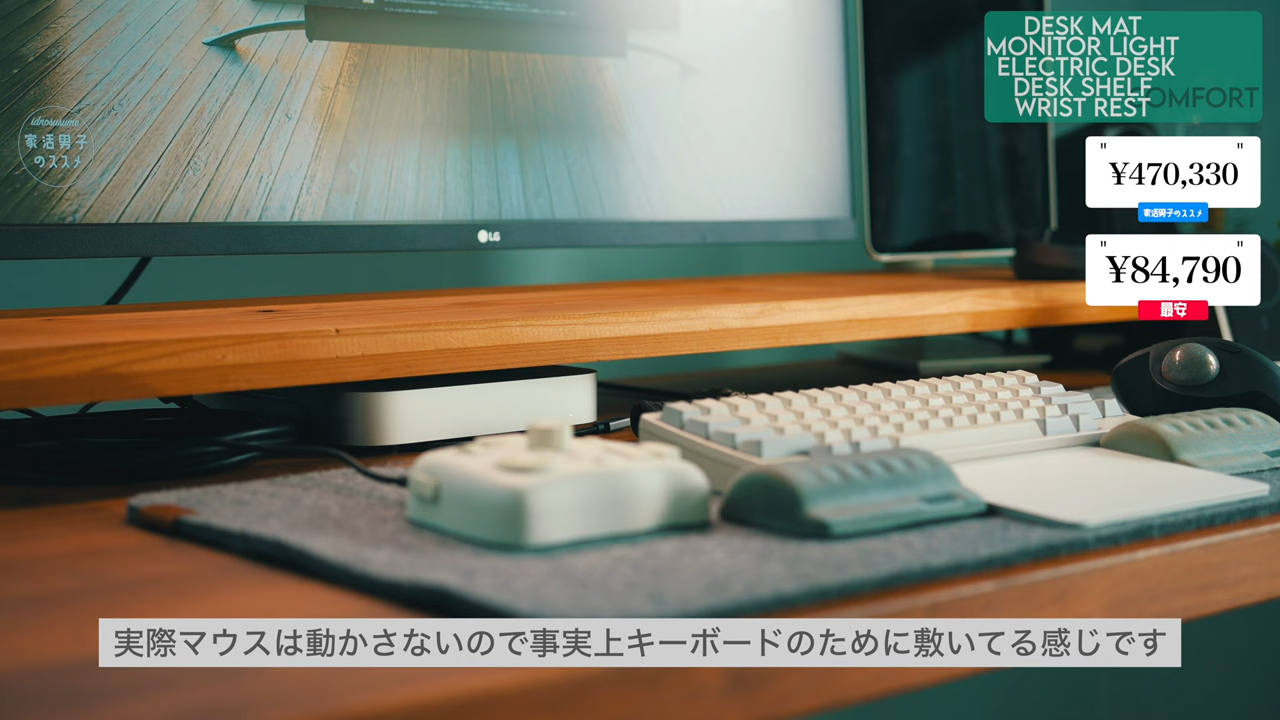 DESK MAT
MONITOR LIGHT
ELECTRIC DESK
DESK SHELF
WRIST REST
COMFORT
idnosusume
家活男子
のススメ
"¥470,330"
家活男子のススメ
"¥84,790"
最安
LG
実際マウスは動かさないので事実上キーボードのために敷いてる感じです